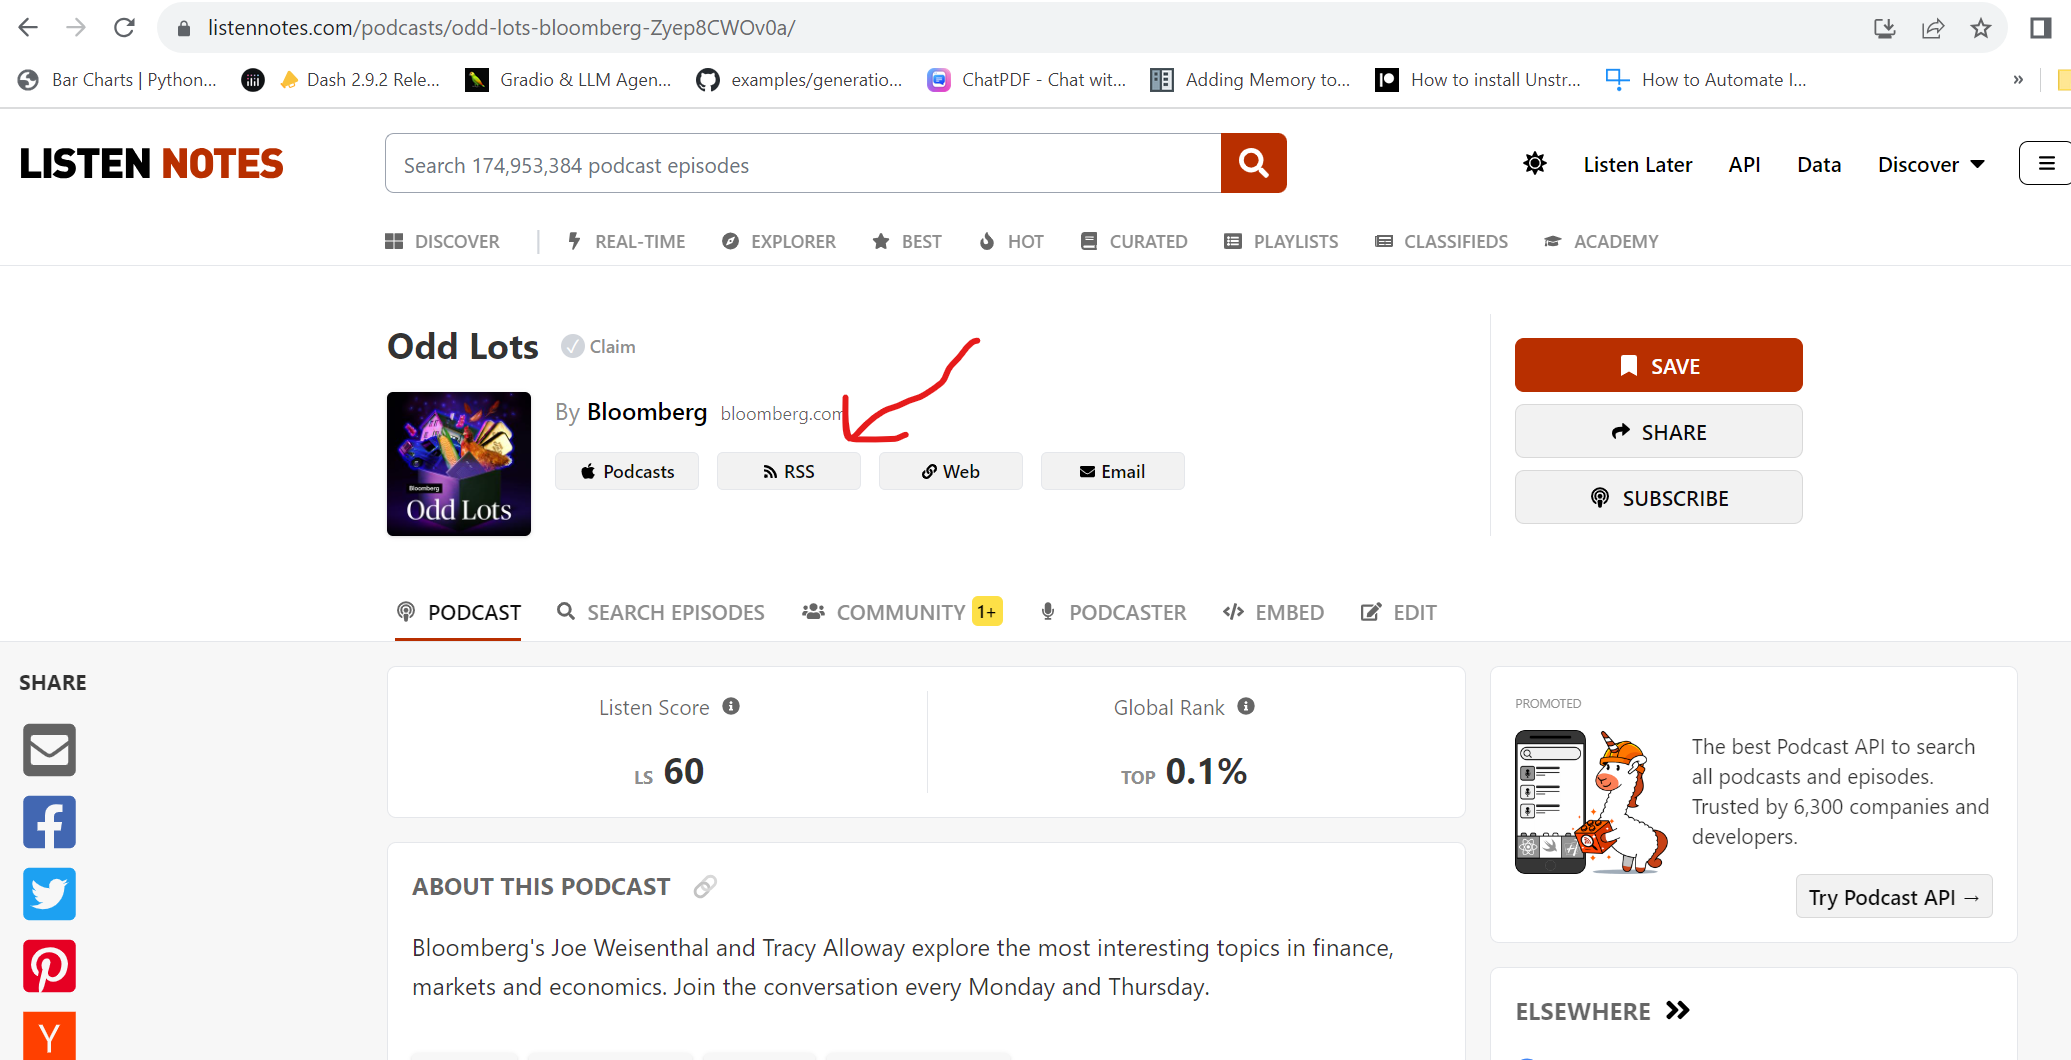 listennotes.com/podcasts/odd-lots-bloomberg-Zyep8CWOv0a/
Bar Charts | Python... Dash 2.9.2 Rele... Gradio & LLM Agen... examples/generatio... ChatPDF - Chat wit... Adding Memory to... How to install Unstr... How to Automate I... »
LISTEN NOTES
Search 174,953,384 podcast episodes
Listen Later API Data Discover
DISCOVER REAL-TIME EXPLORER BEST HOT CURATED PLAYLISTS CLASSIFIEDS ACADEMY
Odd Lots Claim
By Bloomberg bloomberg.com
Podcasts RSS Web Email
Bloomberg
Odd Lots
SAVE
SHARE
SUBSCRIBE
PODCAST SEARCH EPISODES COMMUNITY 1+ PODCASTER EMBED EDIT
SHARE
Listen Score Global Rank
LS 60 TOP 0.1%
ABOUT THIS PODCAST
Bloomberg's Joe Weisenthal and Tracy Alloway explore the most interesting topics in finance,
markets and economics. Join the conversation every Monday and Thursday.
PROMOTED
The best Podcast API to search
all podcasts and episodes.
Trusted by 6,300 companies and
developers.
Try Podcast API →
ELSEWHERE
Y